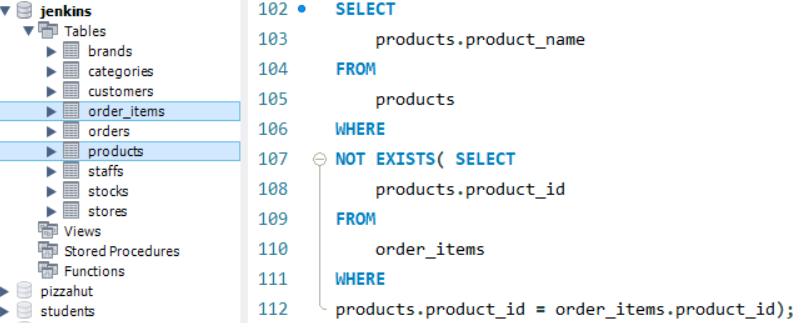 jenkins
Tables
brands
categories
customers
order_items
orders
products
staffs
stocks
stores
Views
Stored Procedures
Functions
pizzahut
students
102 SELECT
103 products.product_name
104 FROM
105 products
106 WHERE
107 NOT EXISTS( SELECT
108 products.product_id
109 FROM
110 order_items
111 WHERE
112 products.product_id = order_items.product_id);